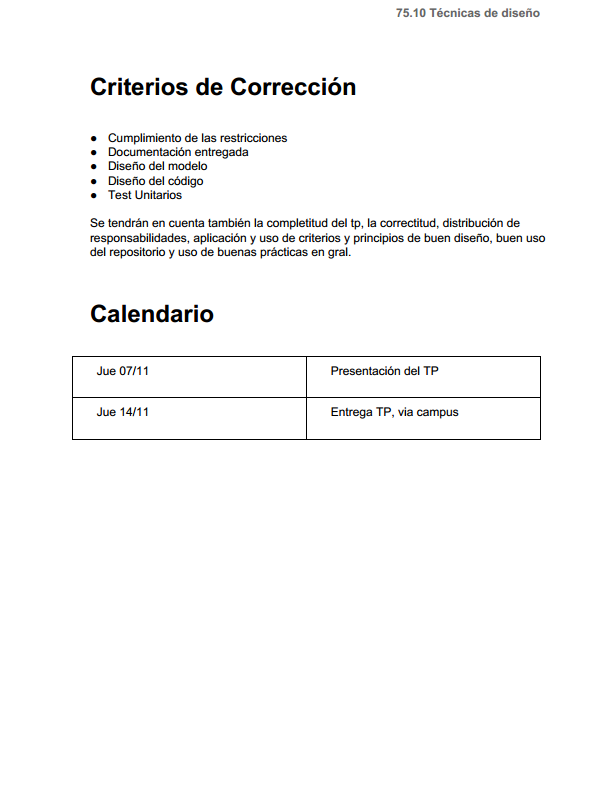 75.10 Técnicas de diseño
Criterios de Corrección
● Cumplimiento de las restricciones
● Documentación entregada
● Diseño del modelo
● Diseño del código
● Test Unitarios
Se tendrán en cuenta también la completitud del tp, la correctitud, distribución de
responsabilidades, aplicación y uso de criterios y principios de buen diseño, buen uso
del repositorio y uso de buenas prácticas en gral.
Calendario
Jue 07/11 Presentación del TP
Jue 14/11 Entrega TP, via campus